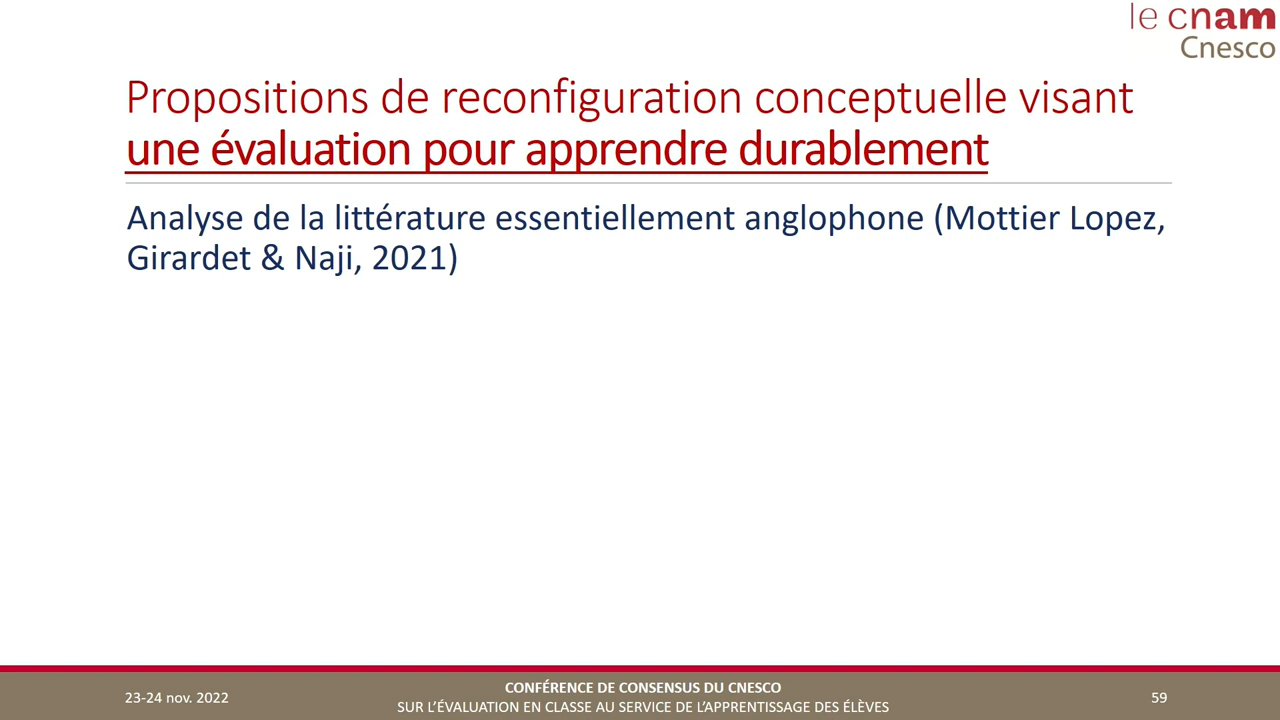 le cnam
Cnesco
Propositions de reconfiguration conceptuelle visant
une évaluation pour apprendre durablement
Analyse de la littérature essentiellement anglophone (Mottier Lopez,
Girardet & Naji, 2021)
23-24 nov. 2022
CONFÉRENCE DE CONSENSUS DU CNESCO
SUR L’ÉVALUATION EN CLASSE AU SERVICE DE L’APPRENTISSAGE DES ÉLÈVES
59